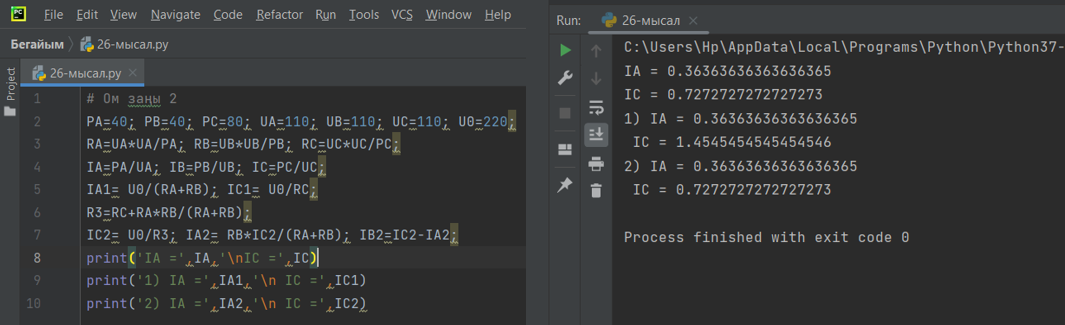 PC File Edit View Navigate Code Refactor Run Tools VCS Window Help
Бегайым 26-мысал.py
26-мысал.py
Project
1 # Ом заңы 2
2 PA=40; PB=40; PC=80; UA=110; UB=110; UC=110; U0=220;
3 RA=UA*UA/PA; RB=UB*UB/PB; RC=UC*UC/PC;
4 IA=PA/UA; IB=PB/UB; IC=PC/UC;
5 IA1= U0/(RA+RB); IC1= U0/RC;
6 R3=RC+RA*RB/(RA+RB);
7 IC2= U0/R3; IA2= RB*IC2/(RA+RB); IB2=IC2-IA2;
8 print('IA =',IA,'\nIC =',IC)
9 print('1) IA =',IA1,'\n IC =',IC1)
10 print('2) IA =',IA2,'\n IC =',IC2)
Run: 26-мысал
C:\Users\Hp\AppData\Local\Programs\Python\Python37-
IA = 0.36363636363636365
IC = 0.7272727272727273
1) IA = 0.36363636363636365
IC = 1.4545454545454546
2) IA = 0.36363636363636365
IC = 0.7272727272727273
Process finished with exit code 0